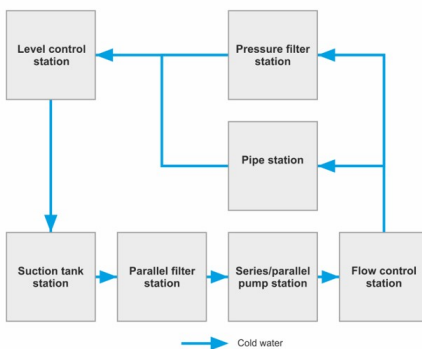 Level control
station
Pressure filter
station
Pipe station
Suction tank
station
Parallel filter
station
Series/parallel
pump station
Flow control
station
Cold water